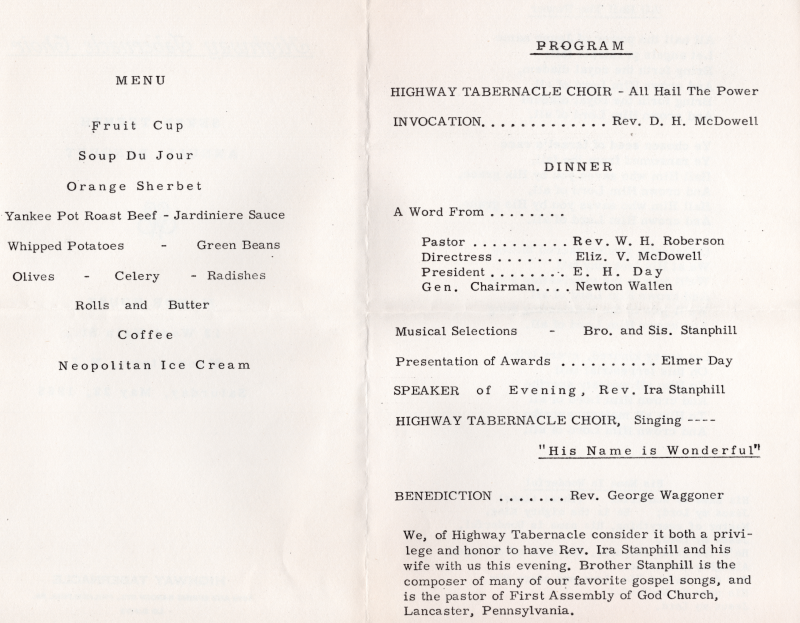 MENU
Fruit Cup
Soup Du Jour
Orange Sherbet
Yankee Pot Roast Beef - Jardiniere Sauce
Whipped Potatoes - Green Beans
Olives - Celery - Radishes
Rolls and Butter
Coffee
Neopolitan Ice Cream
PROGRAM
HIGHWAY TABERNACLE CHOIR - All Hail The Power
INVOCATION. . . . . . . . . . . . . Rev. D. H. McDowell
DINNER
A Word From . . . . . . . .
Pastor . . . . . . . . . . Rev. W. H. Roberson
Directress . . . . . . . Eliz. V. McDowell
President . . . . . . . . E. H. Day
Gen. Chairman. . . . Newton Wallen
Musical Selections - Bro. and Sis. Stanphill
Presentation of Awards . . . . . . . . . . Elmer Day
SPEAKER of Evening, Rev. Ira Stanphill
HIGHWAY TABERNACLE CHOIR, Singing ----
"His Name is Wonderful"
BENEDICTION . . . . . . . Rev. George Waggoner
We, of Highway Tabernacle consider it both a privi-
lege and honor to have Rev. Ira Stanphill and his
wife with us this evening. Brother Stanphill is the
composer of many of our favorite gospel songs, and
is the pastor of First Assembly of God Church,
Lancaster, Pennsylvania.